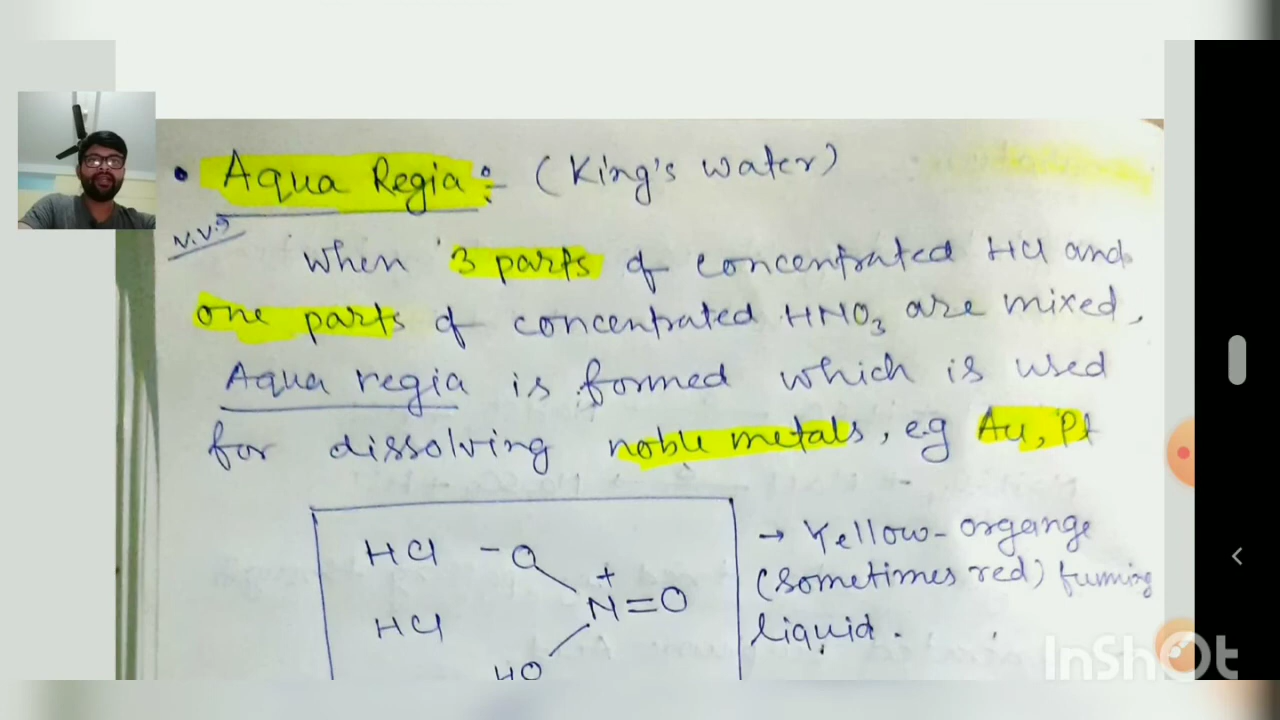 • Aqua Regia :- (King's water)
V.V.S
When 3 parts of concentrated HCl and
one parts of concentrated HNO3 are mixed,
Aqua regia is formed which is used
for dissolving noble metals, e.g Au, Pt
→ Yellow-organge
(sometimes red) fuming
liquid.
HCl -O
N+=O
HCl
HO
InShOt